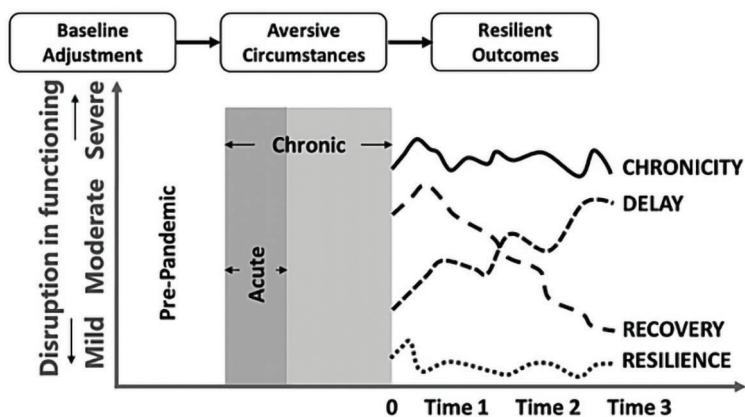 Baseline
Adjustment
Aversive
Circumstances
Resilient
Outcomes
Disruption in functioning
Mild Moderate Severe
Pre-Pandemic
Chronic
Acute
CHRONICITY
DELAY
RECOVERY
RESILIENCE
0 Time 1 Time 2 Time 3